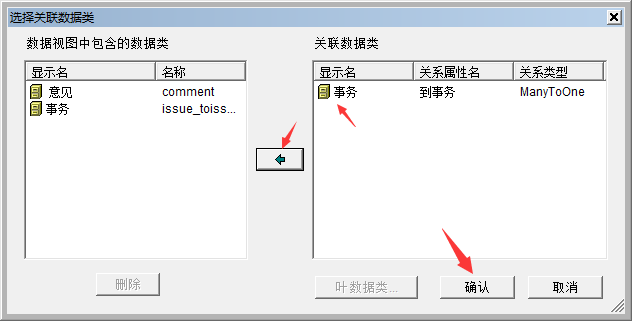 选择关联数据类
数据视图中包含的数据类
关联数据类
显示名 名称
意见 comment
事务 issue_toiss...
显示名 关系属性名 关系类型
事务 到事务 ManyToOne
删除
叶数据类...
确认
取消